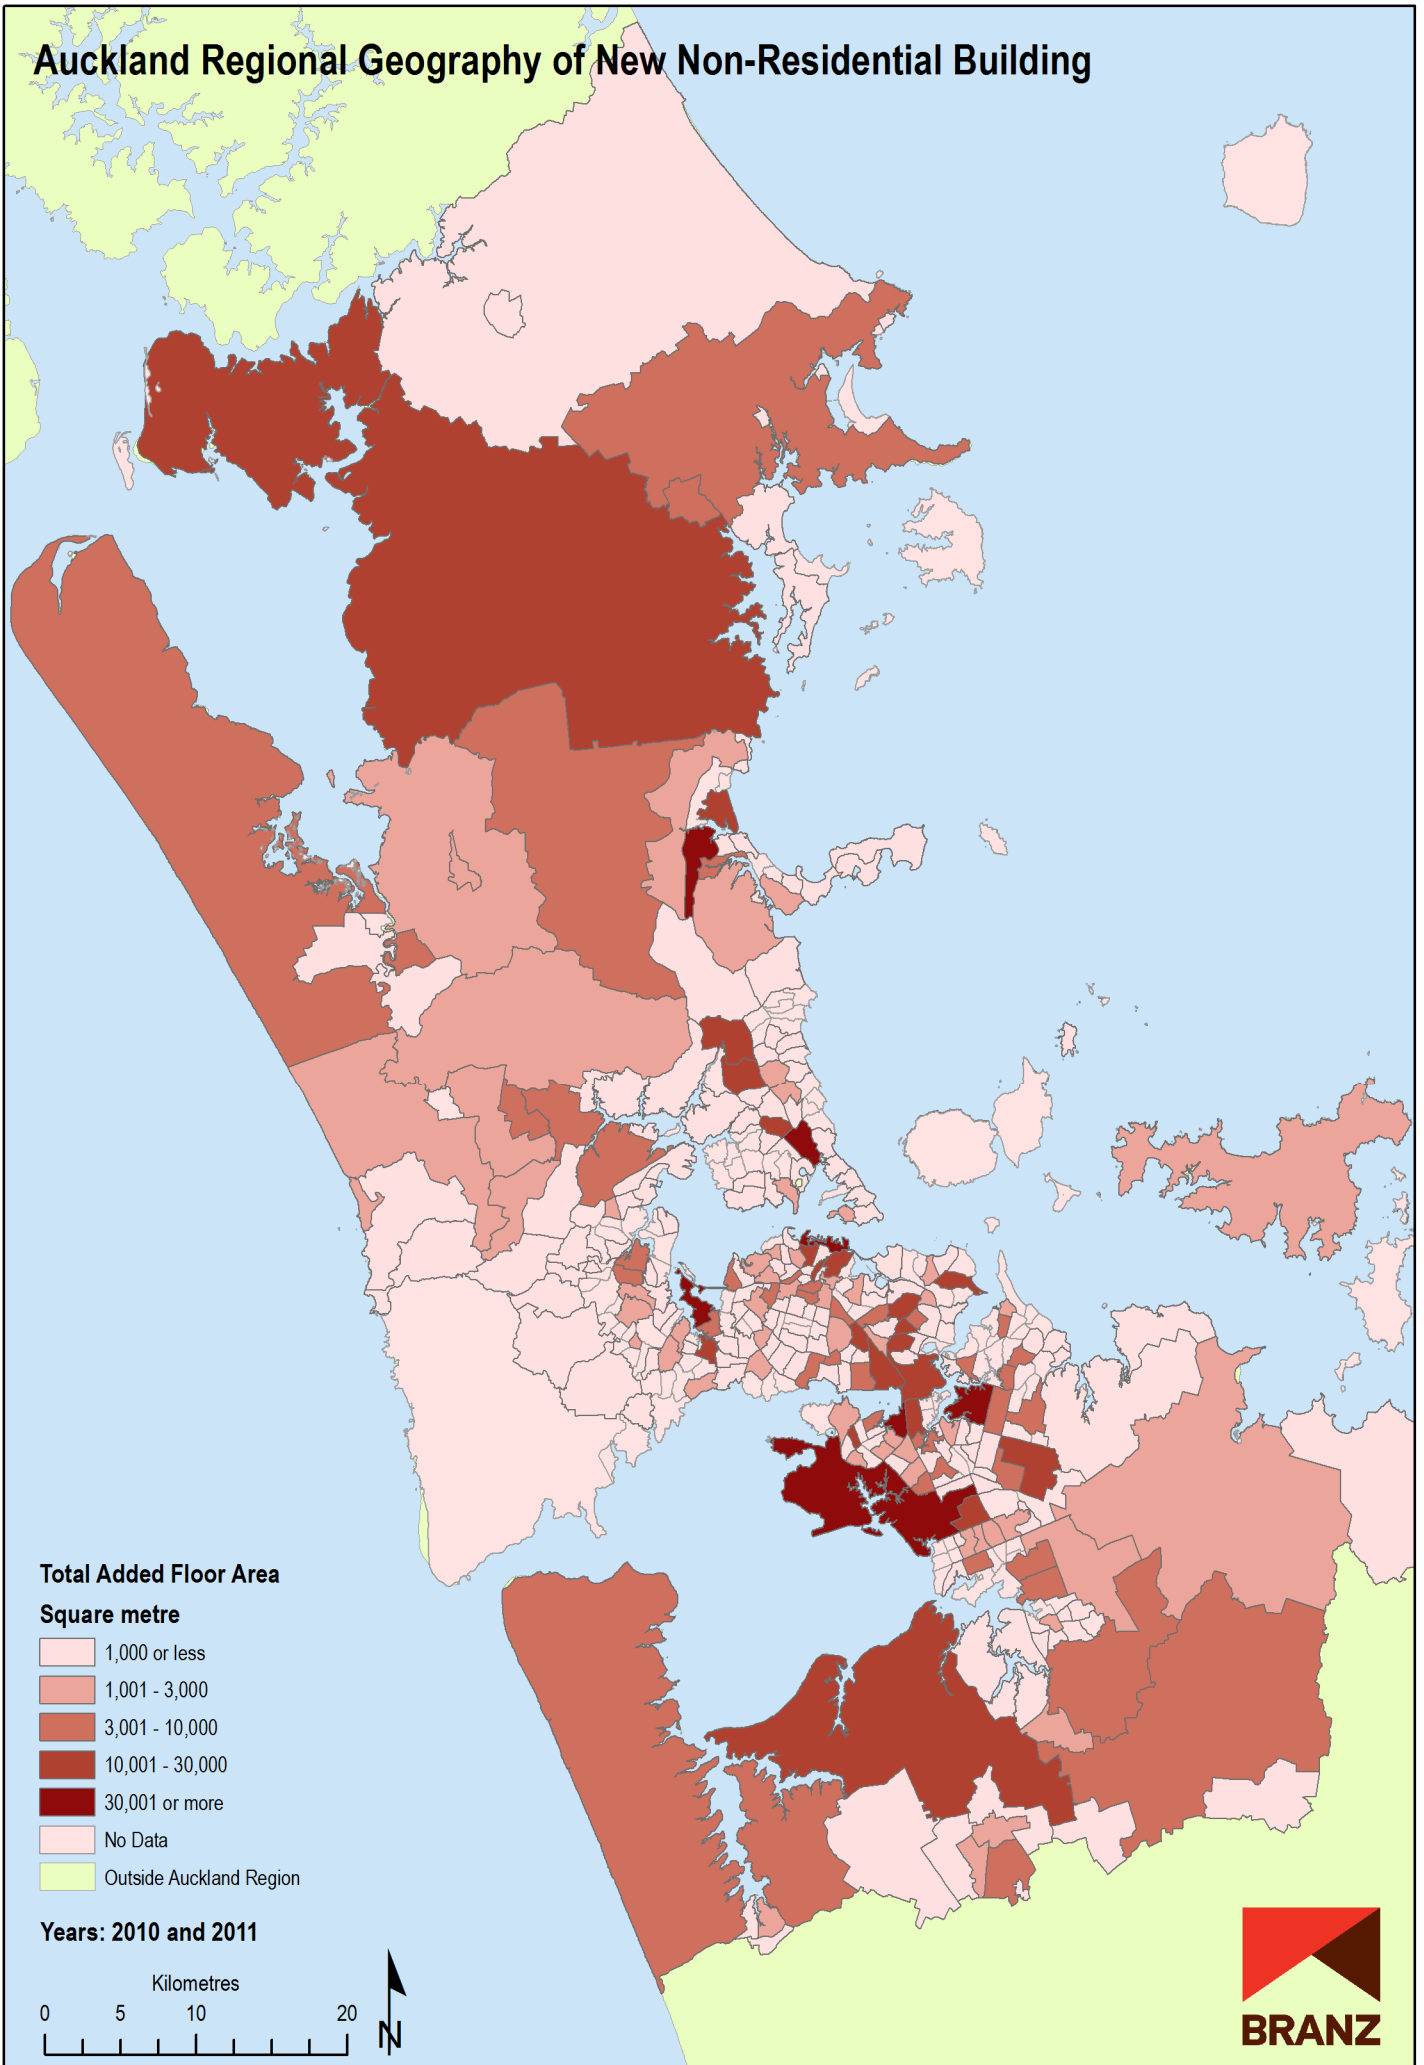 Auckland Regional Geography of New Non-Residential Building
Total Added Floor Area
Square metre
1,000 or less
1,001 - 3,000
3,001 - 10,000
10,001 - 30,000
30,001 or more
No Data
Outside Auckland Region
Years: 2010 and 2011
Kilometres
0 5 10 20
N
BRANZ